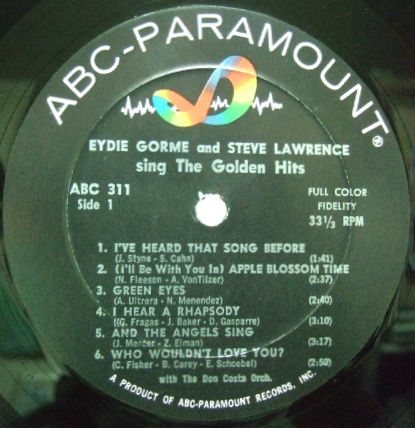 ABC-PARAMOUNT®
EYDIE GORME and STEVE LAWRENCE
sing The Golden Hits
ABC 311
Side 1
FULL COLOR
FIDELITY
33 1/3 RPM
1. I'VE HEARD THAT SONG BEFORE
(J. Styne - S. Cahn) (1:41)
2. (I'll Be With You In) APPLE BLOSSOM TIME
(N. Fleeson - A. VonTilzer) (2:37)
3. GREEN EYES
(A. Ultrera - N. Menendez) (2:40)
4. I HEAR A RHAPSODY
(G. Fragas - J. Baker - D. Gasparre) (3:10)
5. AND THE ANGELS SING
(J. Mercer - Z. Elman) (3:17)
6. WHO WOULDN'T LOVE YOU?
(C. Fisher - B. Carey - E. Schoebel) (2:50)
with The Don Costa Orch.
A PRODUCT OF ABC-PARAMOUNT RECORDS, INC.